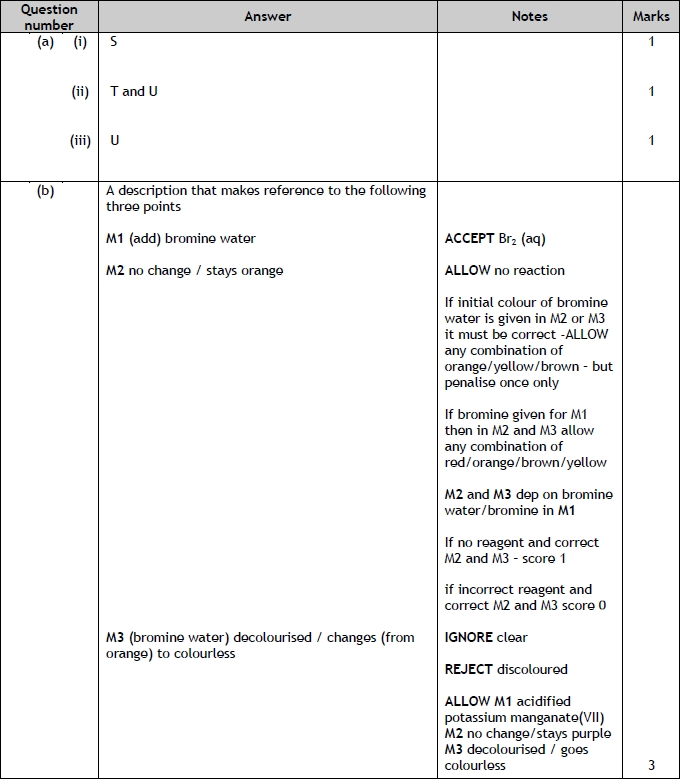 Question number Answer Notes Marks
(a) (i) S 1
(ii) T and U 1
(iii) U 1
(b) A description that makes reference to the following
three points
M1 (add) bromine water ACCEPT Br₂ (aq)
M2 no change / stays orange ALLOW no reaction
If initial colour of bromine
water is given in M2 or M3
it must be correct -ALLOW
any combination of
orange/yellow/brown - but
penalise once only
If bromine given for M1
then in M2 and M3 allow
any combination of
red/orange/brown/yellow
M2 and M3 dep on bromine
water/bromine in M1
If no reagent and correct
M2 and M3 - score 1
if incorrect reagent and
correct M2 and M3 score 0
M3 (bromine water) decolourised / changes (from IGNORE clear
orange) to colourless
REJECT discoloured
ALLOW M1 acidified
potassium manganate(VII)
M2 no change/stays purple
M3 decolourised / goes
colourless 3